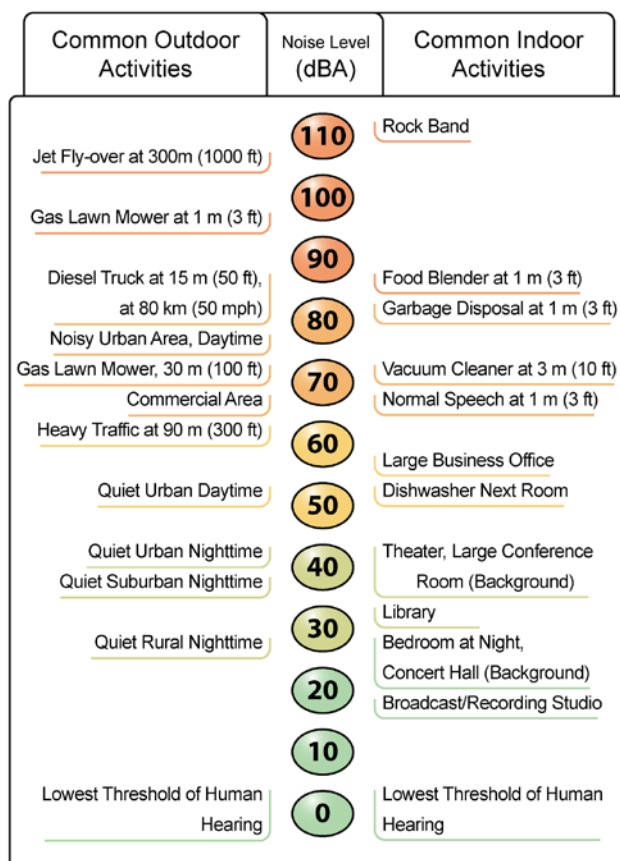 Common Outdoor
Activities
Noise Level
(dBA)
Common Indoor
Activities
110
Rock Band
Jet Fly-over at 300m (1000 ft)
100
Gas Lawn Mower at 1 m (3 ft)
90
Diesel Truck at 15 m (50 ft),
at 80 km (50 mph)
Food Blender at 1 m (3 ft)
80
Garbage Disposal at 1 m (3 ft)
Noisy Urban Area, Daytime
Gas Lawn Mower, 30 m (100 ft)
70
Vacuum Cleaner at 3 m (10 ft)
Commercial Area
Normal Speech at 1 m (3 ft)
Heavy Traffic at 90 m (300 ft)
60
Large Business Office
Quiet Urban Daytime
50
Dishwasher Next Room
Quiet Urban Nighttime
40
Theater, Large Conference
Room (Background)
Quiet Suburban Nighttime
30
Library
Quiet Rural Nighttime
Bedroom at Night,
Concert Hall (Background)
20
Broadcast/Recording Studio
10
Lowest Threshold of Human
Hearing
0
Lowest Threshold of Human
Hearing